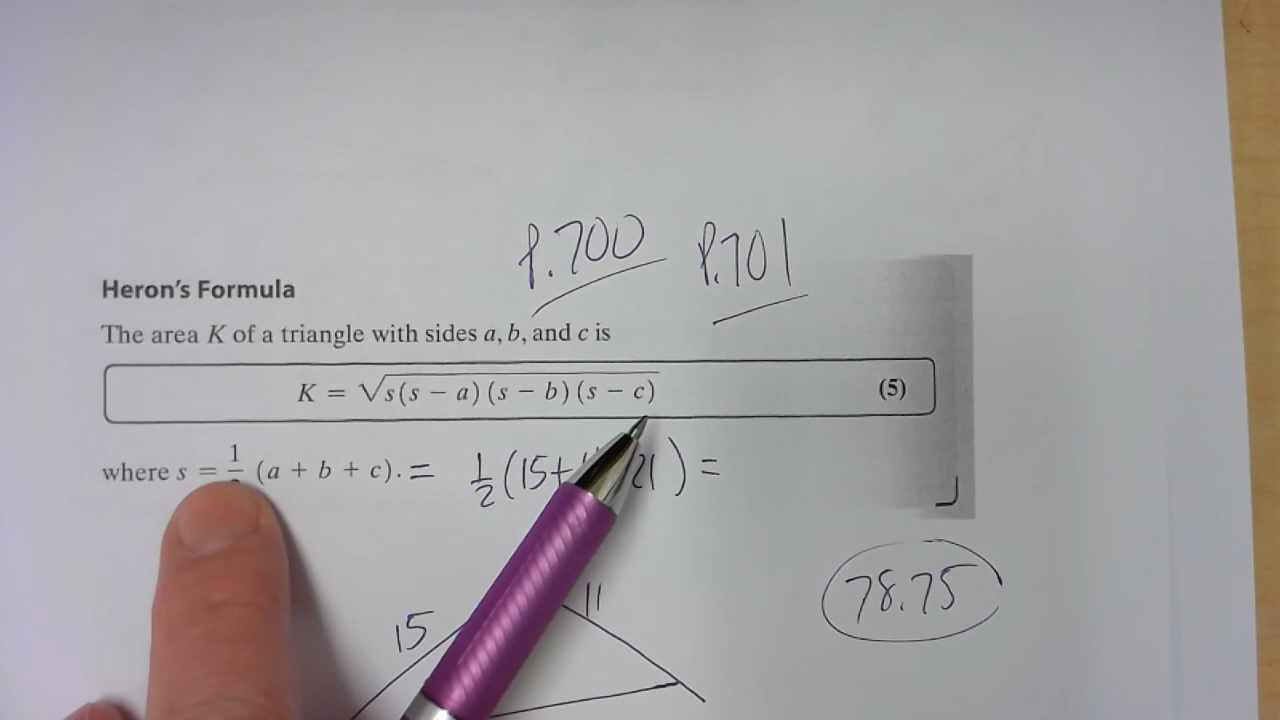 P.700 P.701
Heron's Formula
The area K of a triangle with sides a, b, and c is
K = √s(s − a)(s − b)(s − c) (5)
where s = 1/ (a + b + c). = 1/2(15+ 21) =
78.75
11
15